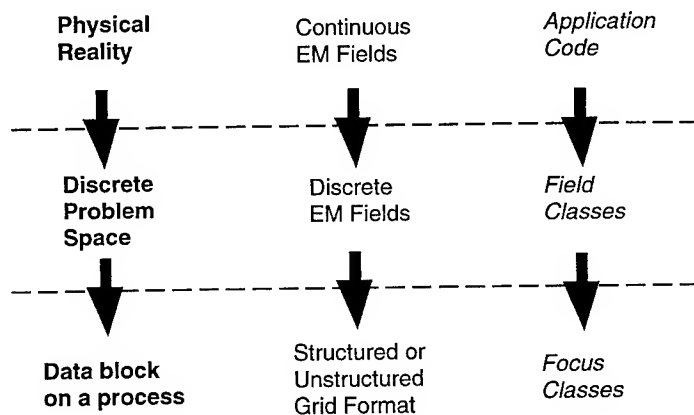 Physical
Reality
Continuous
EM Fields
Application
Code
Discrete
Problem
Space
Discrete
EM Fields
Field
Classes
Data block
on a process
Structured or
Unstructured
Grid Format
Focus
Classes